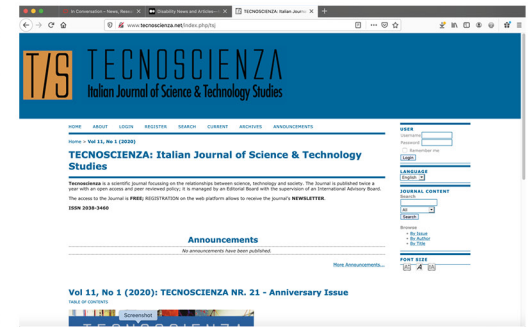 In Conversation - News, Resou
Disability News and Articles -
TECNOSCIENZA: Italian Journ
www.tecnoscienza.net/index.php/tsj
T/S
TECNOSCIENZA
Italian Journal of Science & Technology Studies
HOME ABOUT LOGIN REGISTER SEARCH CURRENT ARCHIVES ANNOUNCEMENTS
Home > Vol 11, No 1 (2020)
TECNOSCIENZA: Italian Journal of Science & Technology
Studies
Tecnoscienza is a scientific journal focussing on the relationships between science, technology and society. The Journal is published twice a
year with an open access and peer reviewed policy; it is managed by an Editorial Board with the supervision of an International Advisory Board.
The access to the Journal is FREE; REGISTRATION on the web platform allows to receive the journal's NEWSLETTER.
ISSN 2038-3460
Announcements
No announcements have been published.
More Announcements...
Vol 11, No 1 (2020): TECNOSCIENZA NR. 21 - Anniversary Issue
TABLE OF CONTENTS
Screenshot
USER
Username
Password
Remember me
Login
LANGUAGE
English
JOURNAL CONTENT
Search
All
Search
Browse
By Issue
By Author
By Title
FONT SIZE